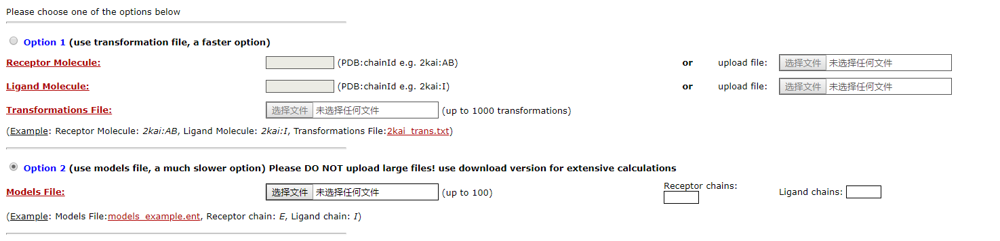 Please choose one of the options below
Option 1 (use transformation file, a faster option)
Receptor Molecule: (PDB:chainId e.g. 2kai:AB) or upload file: 选择文件 未选择任何文件
Ligand Molecule: (PDB:chainId e.g. 2kai:I) or upload file: 选择文件 未选择任何文件
Transformations File: 选择文件 未选择任何文件 (up to 1000 transformations)
(Example: Receptor Molecule: 2kai:AB, Ligand Molecule: 2kai:I, Transformations File:2kai_trans.txt)
Option 2 (use models file, a much slower option) Please DO NOT upload large files! use download version for extensive calculations
Models File: 选择文件 未选择任何文件 (up to 100) Receptor chains: Ligand chains:
(Example: Models File:models_example.ent, Receptor chain: E, Ligand chain: I)